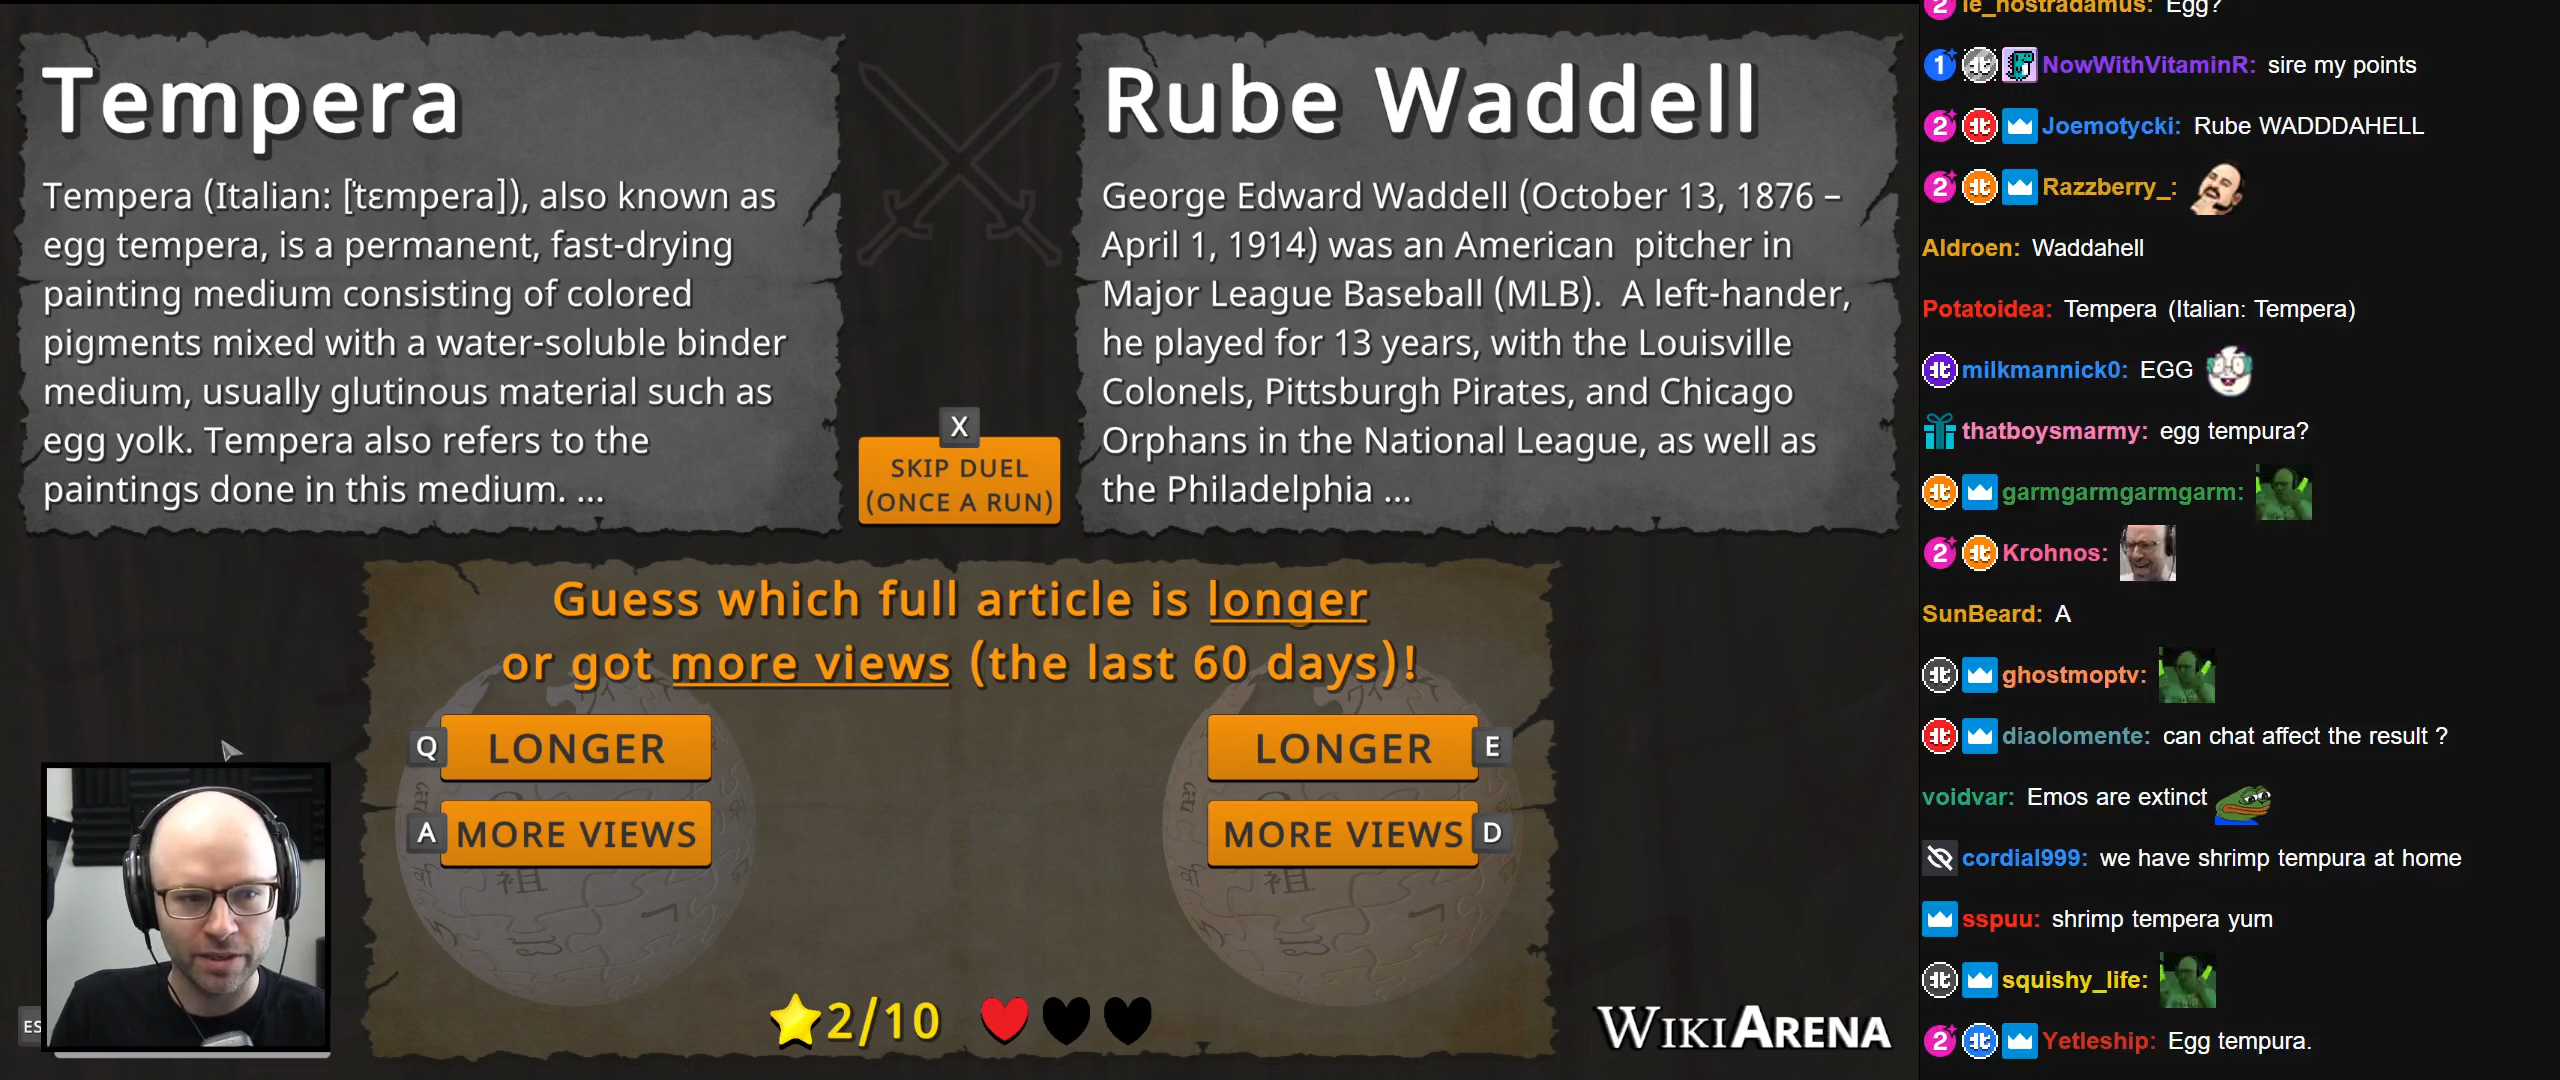 Tempera
Tempera (Italian: [ˈtɛmpera]), also known as
egg tempera, is a permanent, fast-drying
painting medium consisting of colored
pigments mixed with a water-soluble binder
medium, usually glutinous material such as
egg yolk. Tempera also refers to the
paintings done in this medium. ...
X
SKIP DUEL
(ONCE A RUN)
Rube Waddell
George Edward Waddell (October 13, 1876 –
April 1, 1914) was an American  pitcher in
Major League Baseball (MLB).  A left-hander,
he played for 13 years, with the Louisville
Colonels, Pittsburgh Pirates, and Chicago
Orphans in the National League, as well as
the Philadelphia ...
Guess which full article is longer
or got more views (the last 60 days)!
Q LONGER
A MORE VIEWS
LONGER E
MORE VIEWS D
2/10
ES
WIKIARENA
2 le_nostradamus: Egg?
1 NowWithVitaminR: sire my points
2 Joemotycki: Rube WADDDAHELL
2 Razzberry_:
Aldroen: Waddahell
Potatoidea: Tempera (Italian: Tempera)
milkmannick0: EGG
thatboysmarmy: egg tempura?
garmgarmgarmgarm:
2 Krohnos:
SunBeard: A
ghostmoptv:
diaolomente: can chat affect the result ?
voidvar: Emos are extinct
cordial999: we have shrimp tempura at home
sspuu: shrimp tempera yum
squishy_life:
2 Yetleship: Egg tempura.